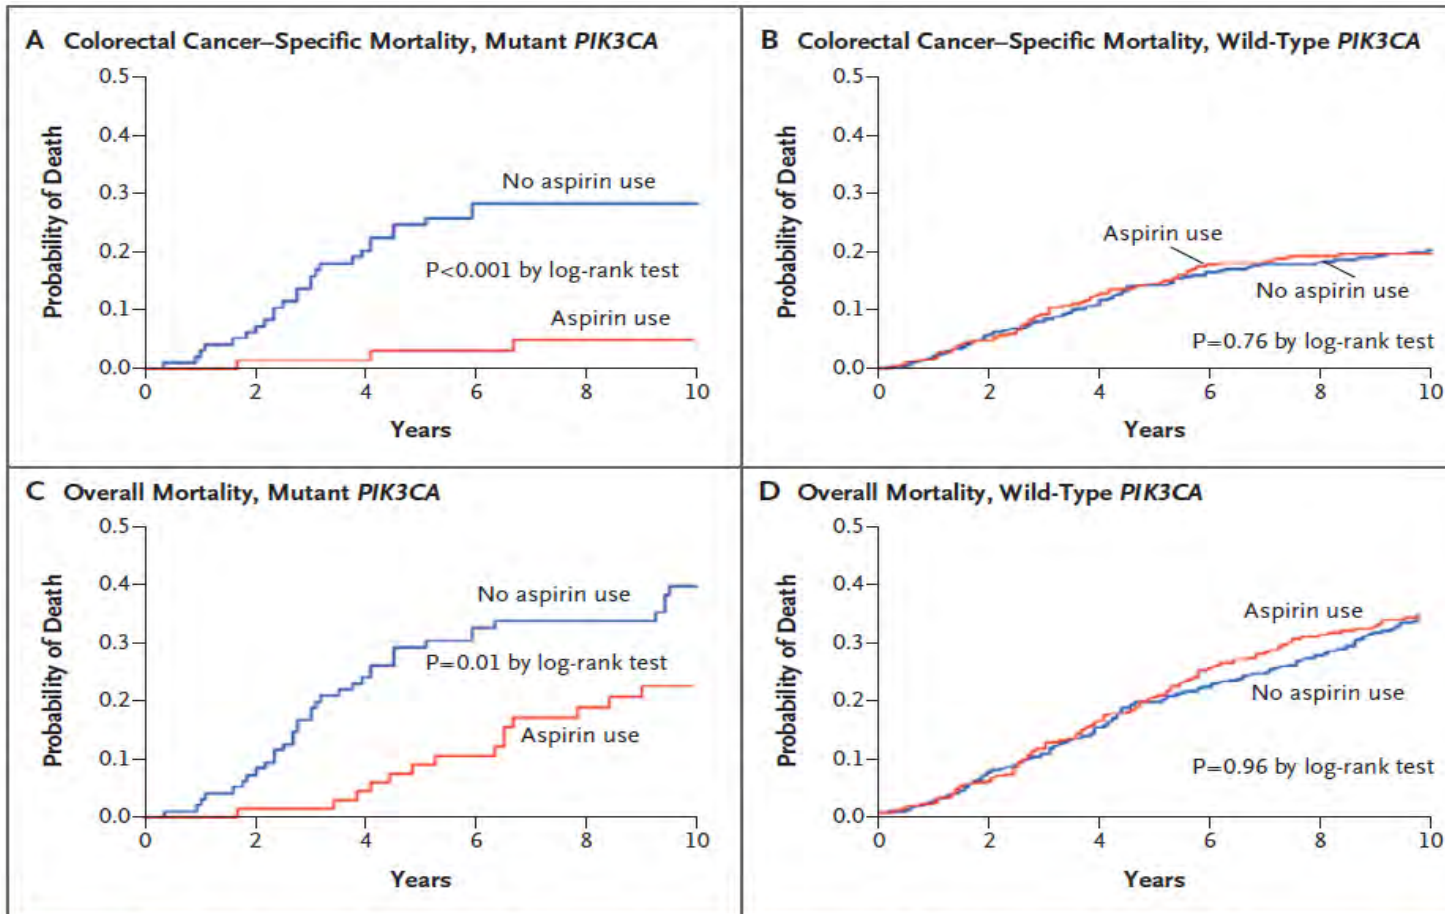 A Colorectal Cancer–Specific Mortality, Mutant PIK3CA
0.5
0.4
0.3
0.2
0.1
0.0
Probability of Death
No aspirin use
P<0.001 by log-rank test
Aspirin use
0 2 4 6 8 10
Years
B Colorectal Cancer–Specific Mortality, Wild-Type PIK3CA
0.5
0.4
0.3
0.2
0.1
0.0
Probability of Death
Aspirin use
No aspirin use
P=0.76 by log-rank test
0 2 4 6 8 10
Years
C Overall Mortality, Mutant PIK3CA
0.5
0.4
0.3
0.2
0.1
0.0
Probability of Death
No aspirin use
P=0.01 by log-rank test
Aspirin use
0 2 4 6 8 10
Years
D Overall Mortality, Wild-Type PIK3CA
0.5
0.4
0.3
0.2
0.1
0.0
Probability of Death
Aspirin use
No aspirin use
P=0.96 by log-rank test
0 2 4 6 8 10
Years